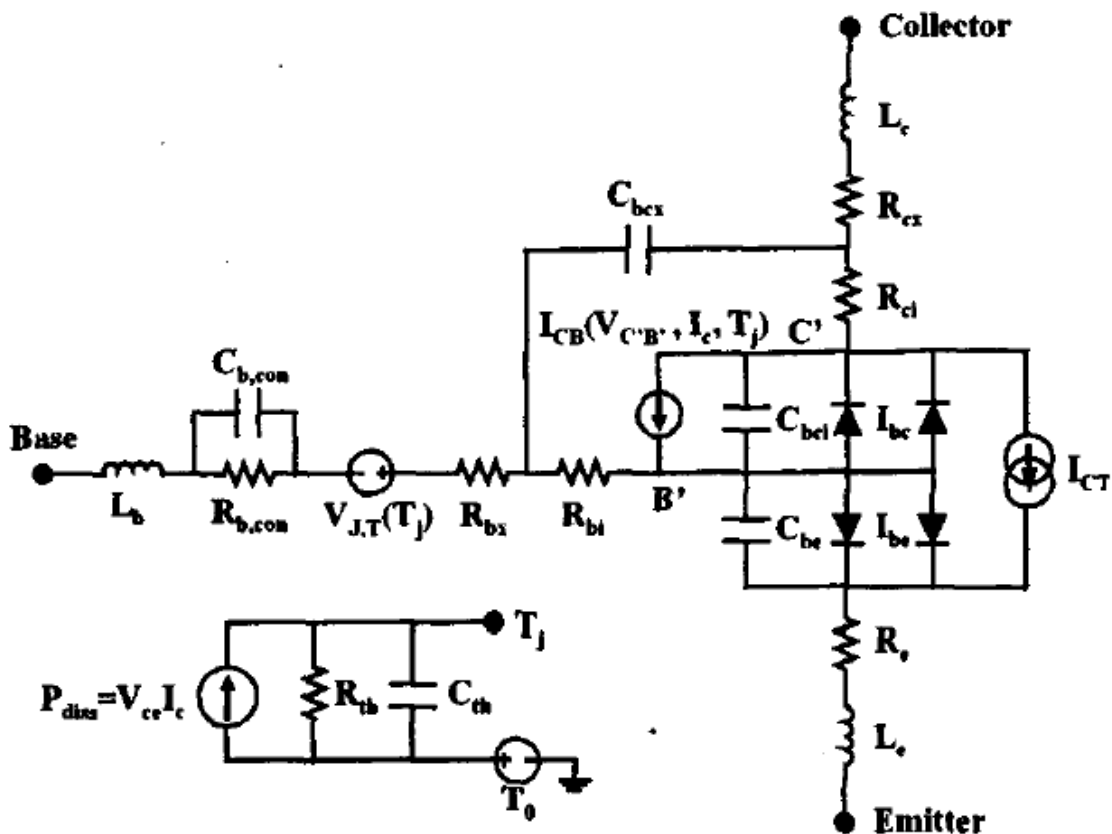 Collector
L_c
C_bcx
R_cx
R_ci
I_CB(V_C'B', I_c, T_j)
C'
C_b,con
C_bci
I_bc
I_CT
Base
L_b
R_b,con
V_J,T(T_j)
R_bx
R_bi
B'
C_be
I_be
- +
T_j
R_e
P_diss=V_ce I_c
R_th
C_th
+ -
T_0
L_e
Emitter